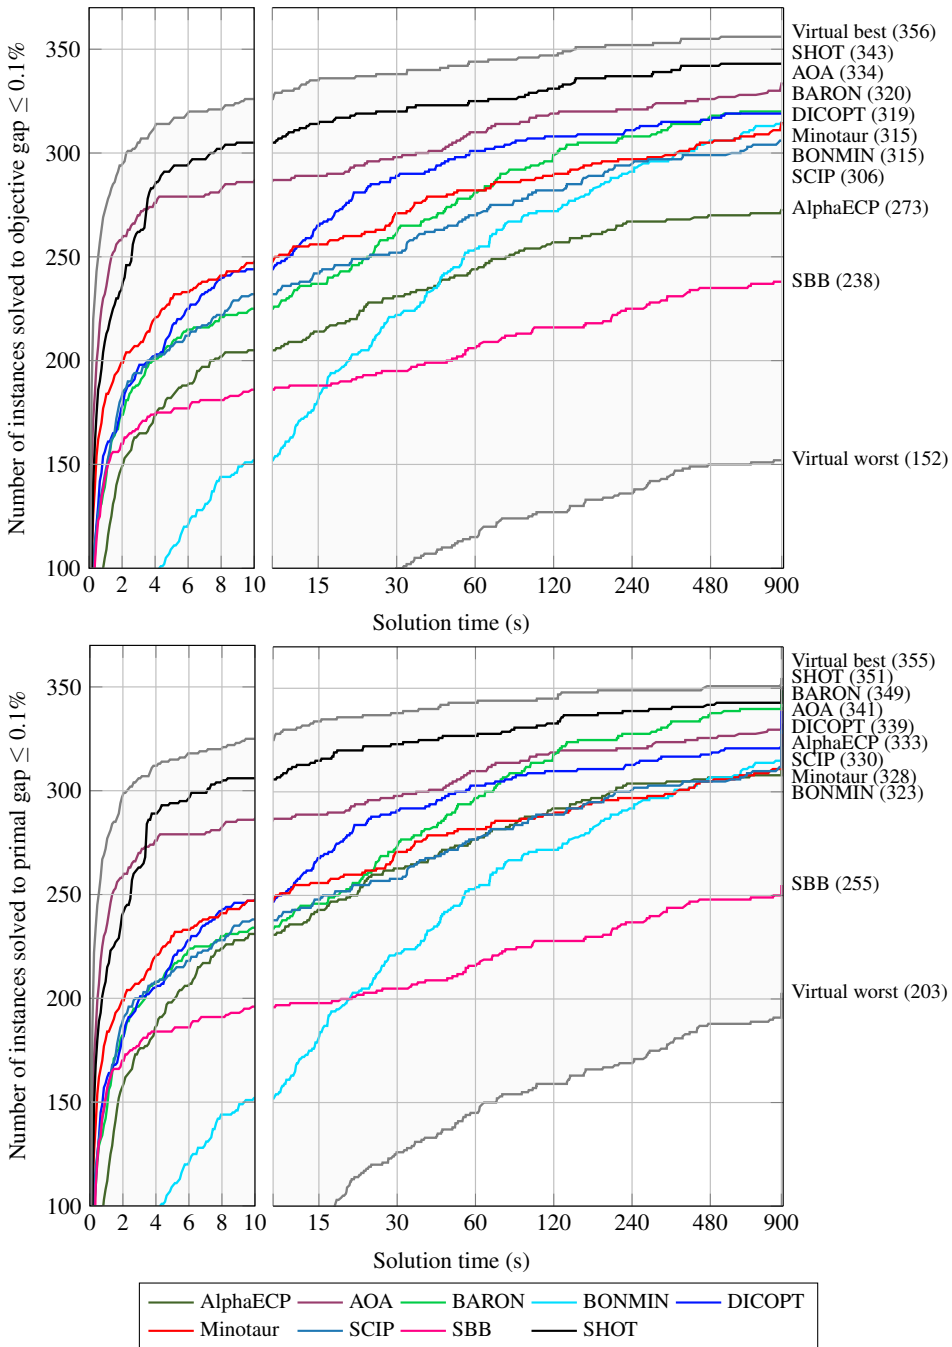 Number of instances solved to objective gap ≤ 0.1%
350
300
250
200
150
100
0 2 4 6 8 10 15 30 60 120 240 480 900
Solution time (s)
Virtual best (356)
SHOT (343)
AOA (334)
BARON (320)
DICOPT (319)
Minotaur (315)
BONMIN (315)
SCIP (306)
AlphaECP (273)
SBB (238)
Virtual worst (152)
Number of instances solved to primal gap ≤ 0.1%
350
300
250
200
150
100
0 2 4 6 8 10 15 30 60 120 240 480 900
Solution time (s)
Virtual best (355)
SHOT (351)
BARON (349)
AOA (341)
DICOPT (339)
AlphaECP (333)
SCIP (330)
Minotaur (328)
BONMIN (323)
SBB (255)
Virtual worst (203)
AlphaECP AOA BARON BONMIN DICOPT
Minotaur SCIP SBB SHOT